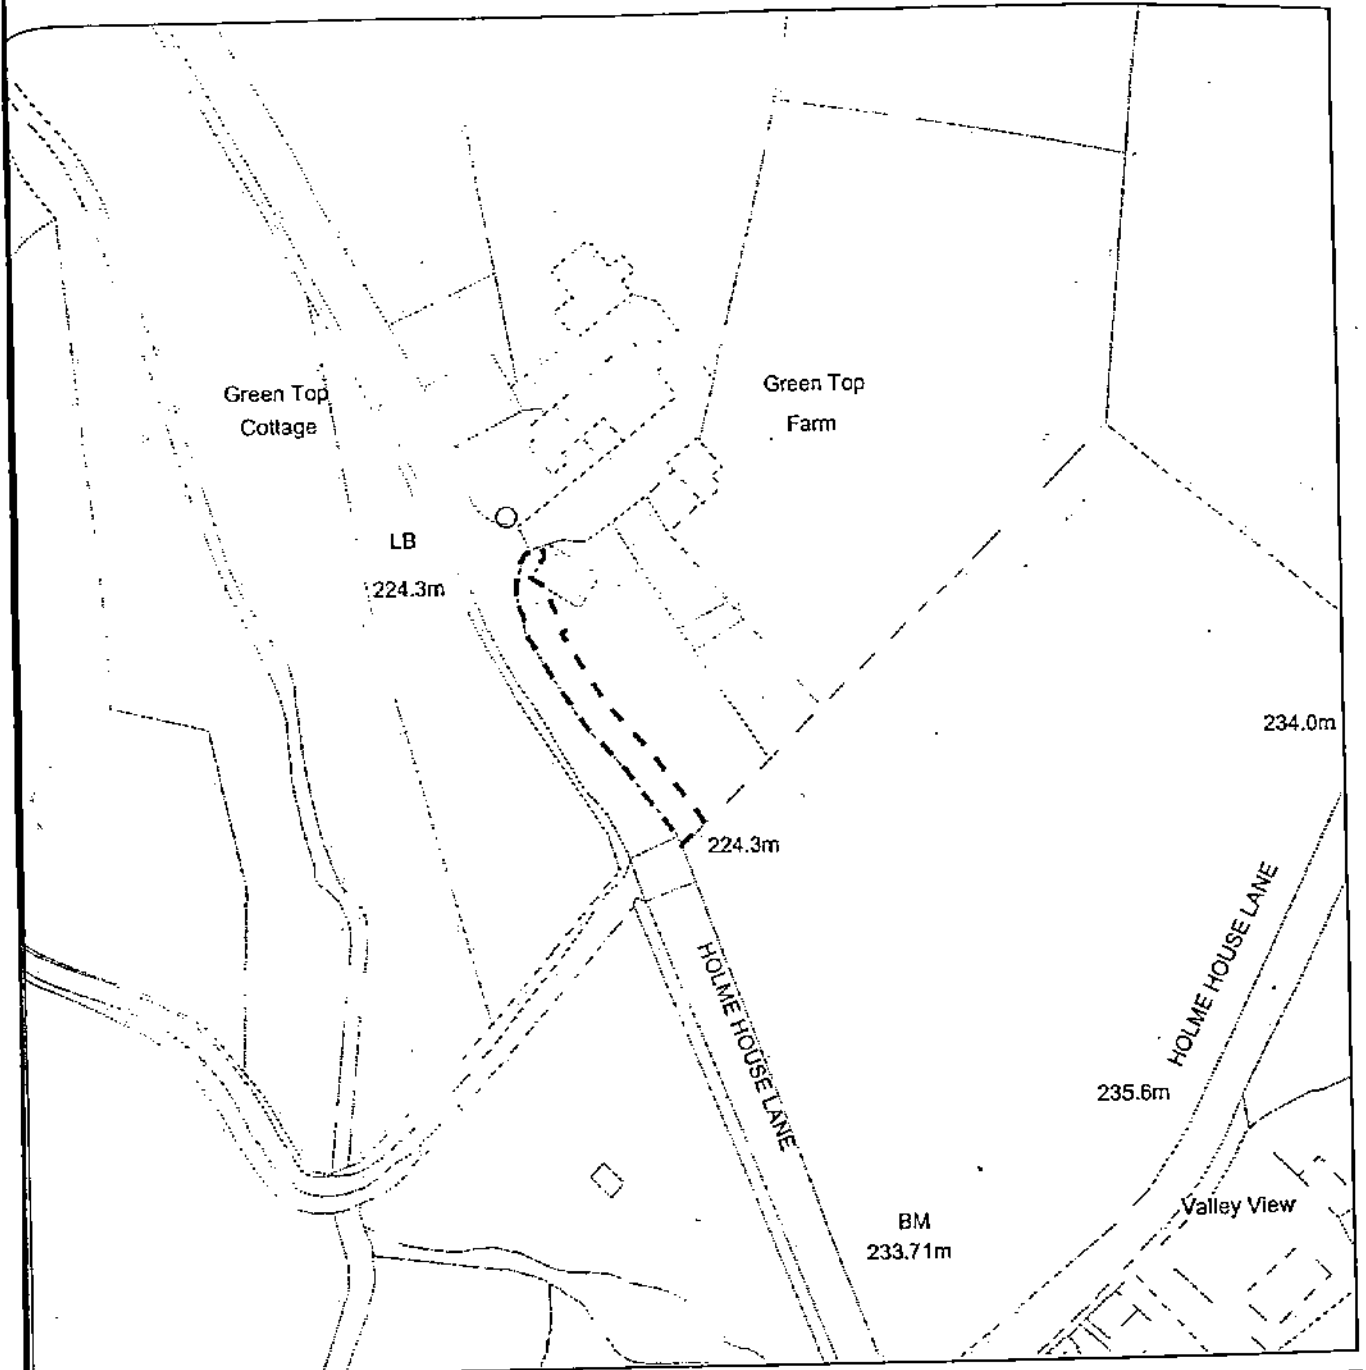 Green Top
Cottage
Green Top
Farm
LB
224.3m
234.0m
224.3m
HOLME HOUSE LANE
HOLME HOUSE LANE
235.6m
Valley View
BM
233.71m